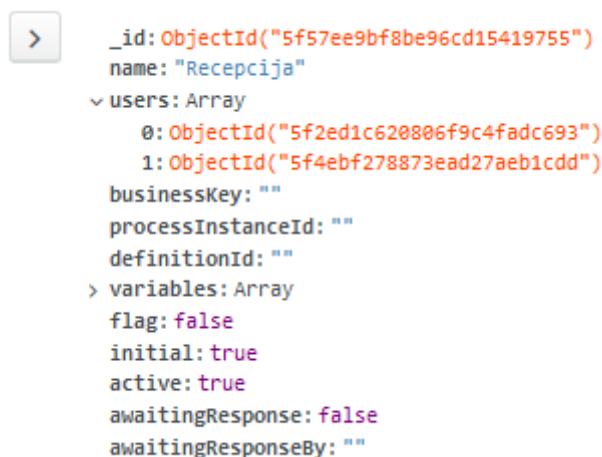 _id: ObjectId("5f57ee9bf8be96cd15419755")
name: "Recepcija"
users: Array
0: ObjectId("5f2ed1c620806f9c4fadc693")
1: ObjectId("5f4ebf278873ead27aeb1cdd")
businessKey: ""
processInstanceId: ""
definitionId: ""
variables: Array
flag: false
initial: true
active: true
awaitingResponse: false
awaitingResponseBy: ""